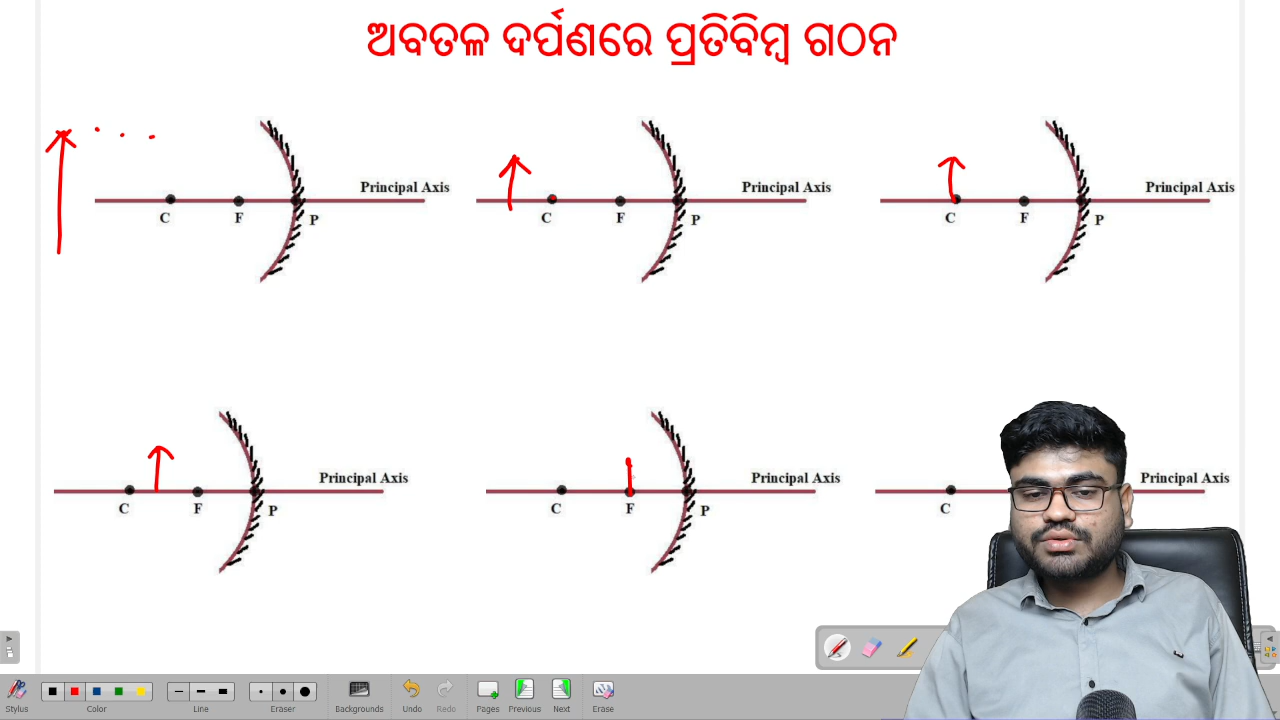 ଅବତଳ ଦର୍ପଣରେ ପ୍ରତିବିମ୍ବ ଗଠନ
Principal Axis
C F P
Principal Axis
C F P
Principal Axis
C F P
Principal Axis
C F P
Principal Axis
C F P
Principal Axis
C
Stylus Color Line Eraser Backgrounds Undo Redo Pages Previous Next Erase